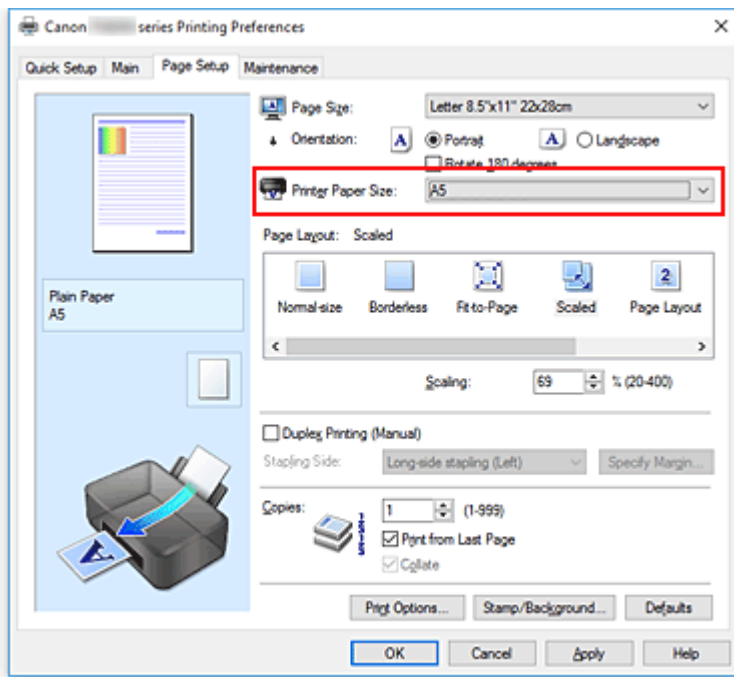 Canon series Printing Preferences
Quick Setup Main Page Setup Maintenance
Page Size: Letter 8.5"x11" 22x28cm
Orientation: A Portrait A Landscape
Rotate 180 degrees
Printer Paper Size: A5
Page Layout: Scaled
Normal-size Borderless Fit-to-Page Scaled 2 Page Layout
Plain Paper
A5
Scaling: 69 % (20-400)
Duplex Printing (Manual)
Stapling Side: Long-side stapling (Left) Specify Margin...
Copies: 1 (1-999)
Print from Last Page
Collate
A
Print Options... Stamp/Background... Defaults
OK Cancel Apply Help